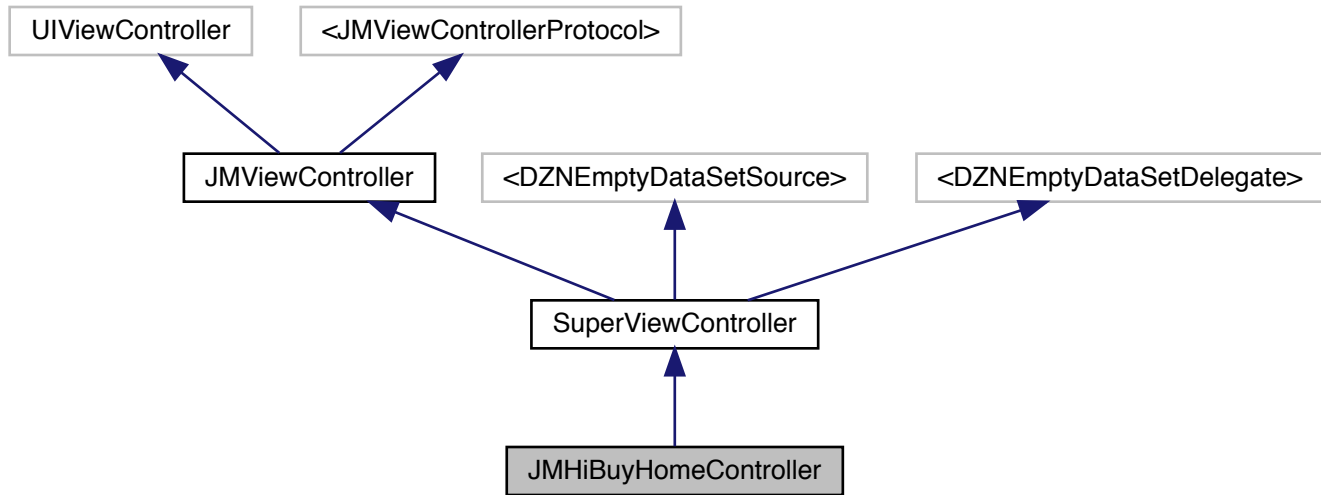 UIViewController
<JMViewControllerProtocol>
JMViewController
<DZNEmptyDataSetSource>
<DZNEmptyDataSetDelegate>
SuperViewController
JMHiBuyHomeController